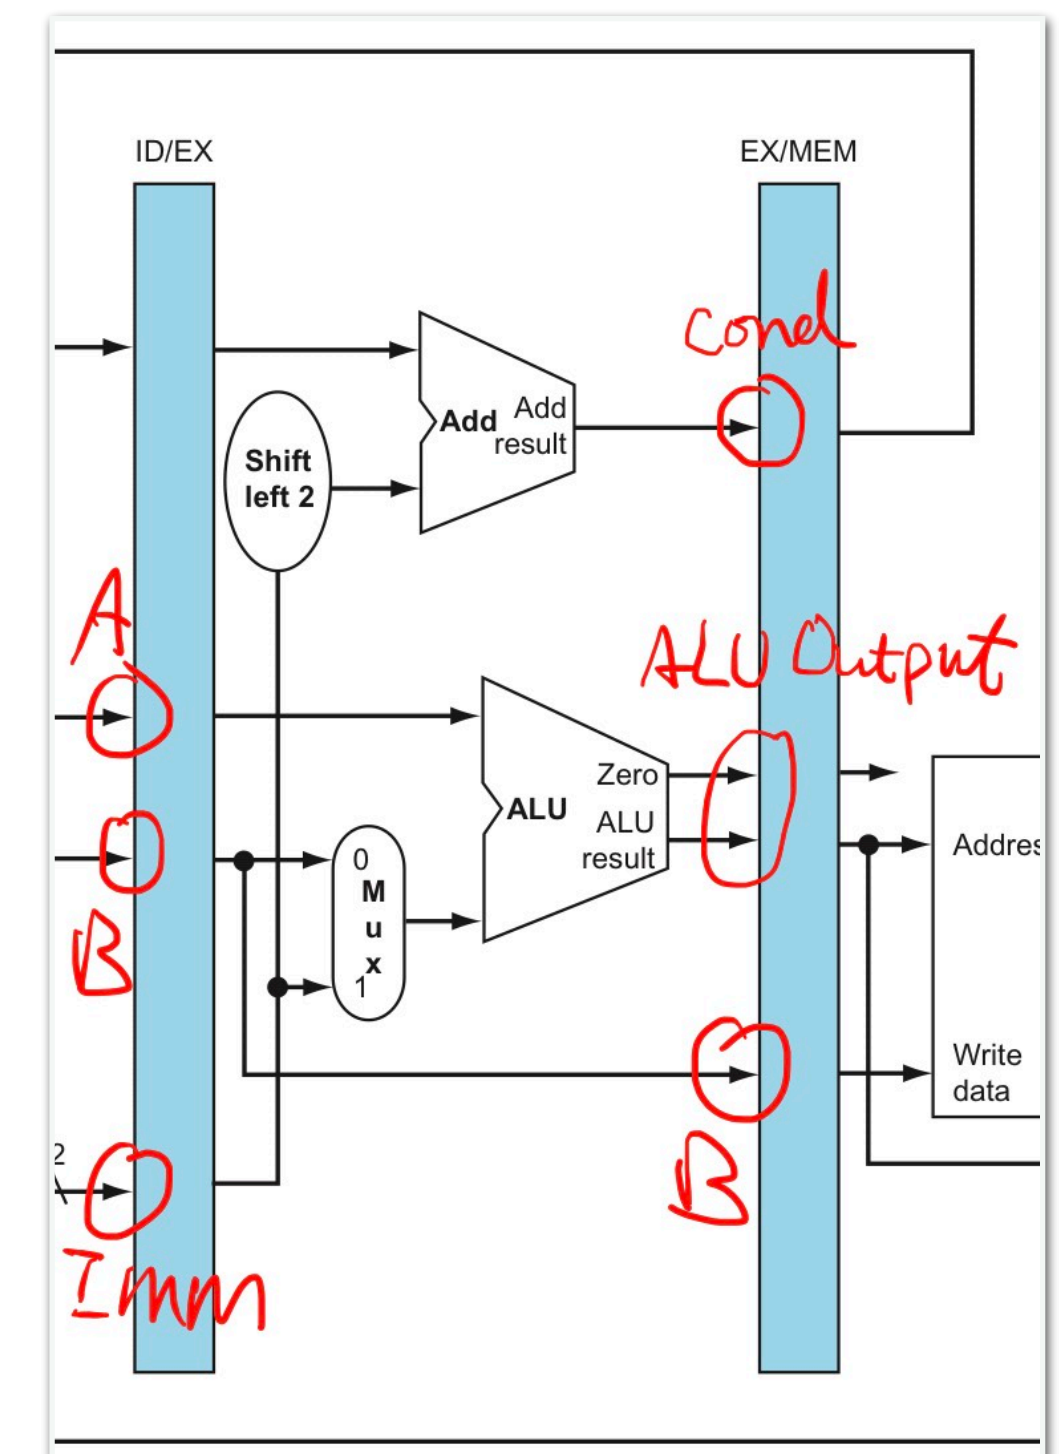 ID/EX
EX/MEM
Cond
Add
Add
result
Shift
left 2
A
ALU Output
Zero
ALU
ALU
result
0
M
u
x
1
Addres
B
Write
data
2
B
Imm